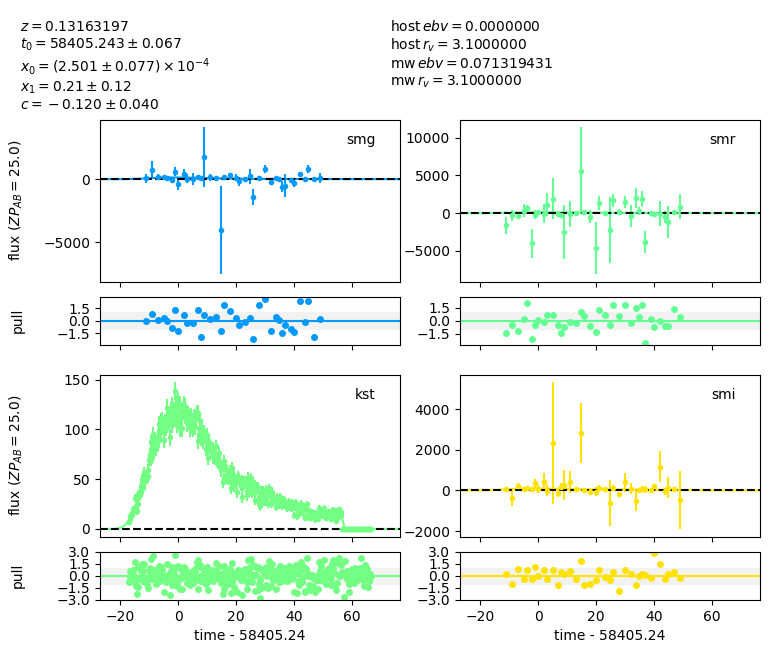 z = 0.13163197
host ebv = 0.0000000
t₀ = 58405.243 ± 0.067
host r_v = 3.1000000
x₀ = (2.501 ± 0.077) × 10⁻⁴
mw ebv = 0.071319431
x₁ = 0.21 ± 0.12
mw r_v = 3.1000000
c = −0.120 ± 0.040
flux (ZP_AB = 25.0)
smg
0
−5000
smr
10000
5000
0
−5000
pull
1.5
0.0
−1.5
1.5
0.0
−1.5
flux (ZP_AB = 25.0)
kst
150
100
50
0
smi
4000
2000
0
−2000
pull
3.0
1.5
0.0
−1.5
−3.0
3.0
1.5
0.0
−1.5
−3.0
−20 0 20 40 60
−20 0 20 40 60
time - 58405.24
time - 58405.24